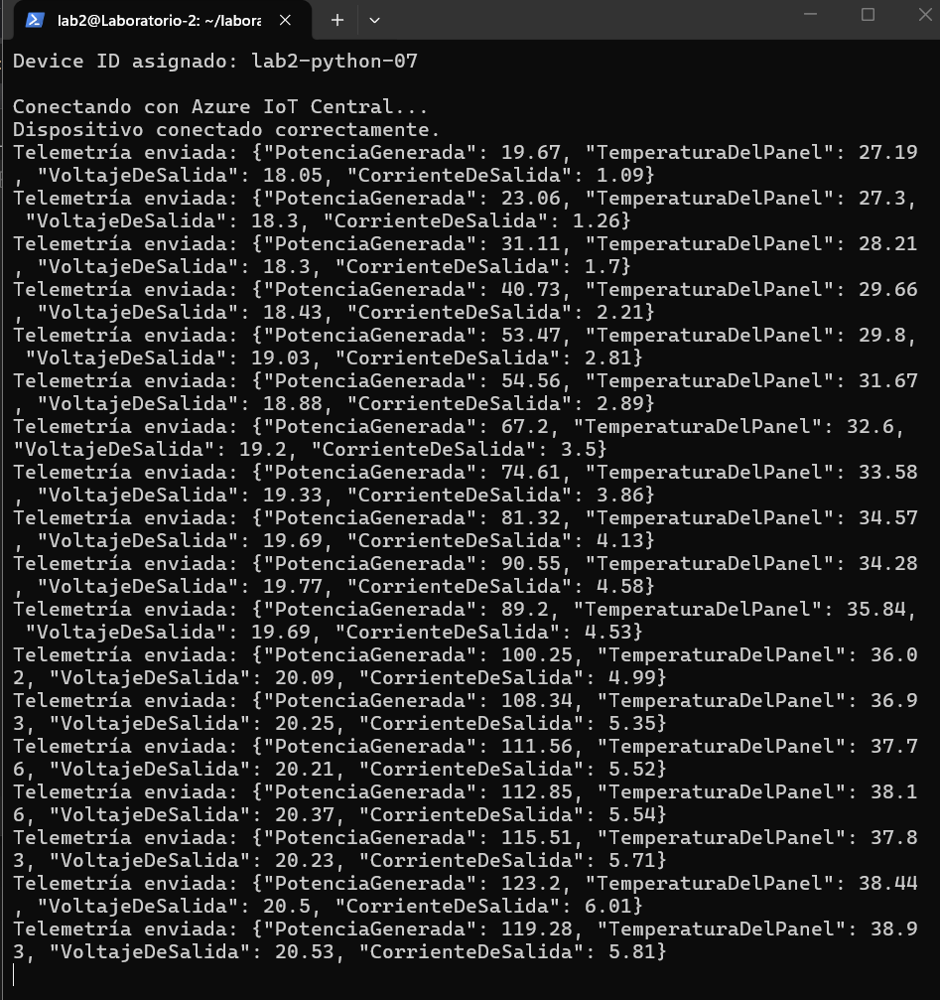 lab2@Laboratorio-2: ~/labora
Device ID asignado: lab2-python-07
Conectando con Azure IoT Central...
Dispositivo conectado correctamente.
Telemetría enviada: {"PotenciaGenerada": 19.67, "TemperaturaDelPanel": 27.19
, "VoltajeDeSalida": 18.05, "CorrienteDeSalida": 1.09}
Telemetría enviada: {"PotenciaGenerada": 23.06, "TemperaturaDelPanel": 27.3,
 "VoltajeDeSalida": 18.3, "CorrienteDeSalida": 1.26}
Telemetría enviada: {"PotenciaGenerada": 31.11, "TemperaturaDelPanel": 28.21
, "VoltajeDeSalida": 18.3, "CorrienteDeSalida": 1.7}
Telemetría enviada: {"PotenciaGenerada": 40.73, "TemperaturaDelPanel": 29.66
, "VoltajeDeSalida": 18.43, "CorrienteDeSalida": 2.21}
Telemetría enviada: {"PotenciaGenerada": 53.47, "TemperaturaDelPanel": 29.8,
 "VoltajeDeSalida": 19.03, "CorrienteDeSalida": 2.81}
Telemetría enviada: {"PotenciaGenerada": 54.56, "TemperaturaDelPanel": 31.67
, "VoltajeDeSalida": 18.88, "CorrienteDeSalida": 2.89}
Telemetría enviada: {"PotenciaGenerada": 67.2, "TemperaturaDelPanel": 32.6,
"VoltajeDeSalida": 19.2, "CorrienteDeSalida": 3.5}
Telemetría enviada: {"PotenciaGenerada": 74.61, "TemperaturaDelPanel": 33.58
, "VoltajeDeSalida": 19.33, "CorrienteDeSalida": 3.86}
Telemetría enviada: {"PotenciaGenerada": 81.32, "TemperaturaDelPanel": 34.57
, "VoltajeDeSalida": 19.69, "CorrienteDeSalida": 4.13}
Telemetría enviada: {"PotenciaGenerada": 90.55, "TemperaturaDelPanel": 34.28
, "VoltajeDeSalida": 19.77, "CorrienteDeSalida": 4.58}
Telemetría enviada: {"PotenciaGenerada": 89.2, "TemperaturaDelPanel": 35.84,
 "VoltajeDeSalida": 19.69, "CorrienteDeSalida": 4.53}
Telemetría enviada: {"PotenciaGenerada": 100.25, "TemperaturaDelPanel": 36.0
2, "VoltajeDeSalida": 20.09, "CorrienteDeSalida": 4.99}
Telemetría enviada: {"PotenciaGenerada": 108.34, "TemperaturaDelPanel": 36.9
3, "VoltajeDeSalida": 20.25, "CorrienteDeSalida": 5.35}
Telemetría enviada: {"PotenciaGenerada": 111.56, "TemperaturaDelPanel": 37.7
6, "VoltajeDeSalida": 20.21, "CorrienteDeSalida": 5.52}
Telemetría enviada: {"PotenciaGenerada": 112.85, "TemperaturaDelPanel": 38.1
6, "VoltajeDeSalida": 20.37, "CorrienteDeSalida": 5.54}
Telemetría enviada: {"PotenciaGenerada": 115.51, "TemperaturaDelPanel": 37.8
3, "VoltajeDeSalida": 20.23, "CorrienteDeSalida": 5.71}
Telemetría enviada: {"PotenciaGenerada": 123.2, "TemperaturaDelPanel": 38.44
, "VoltajeDeSalida": 20.5, "CorrienteDeSalida": 6.01}
Telemetría enviada: {"PotenciaGenerada": 119.28, "TemperaturaDelPanel": 38.9
3, "VoltajeDeSalida": 20.53, "CorrienteDeSalida": 5.81}